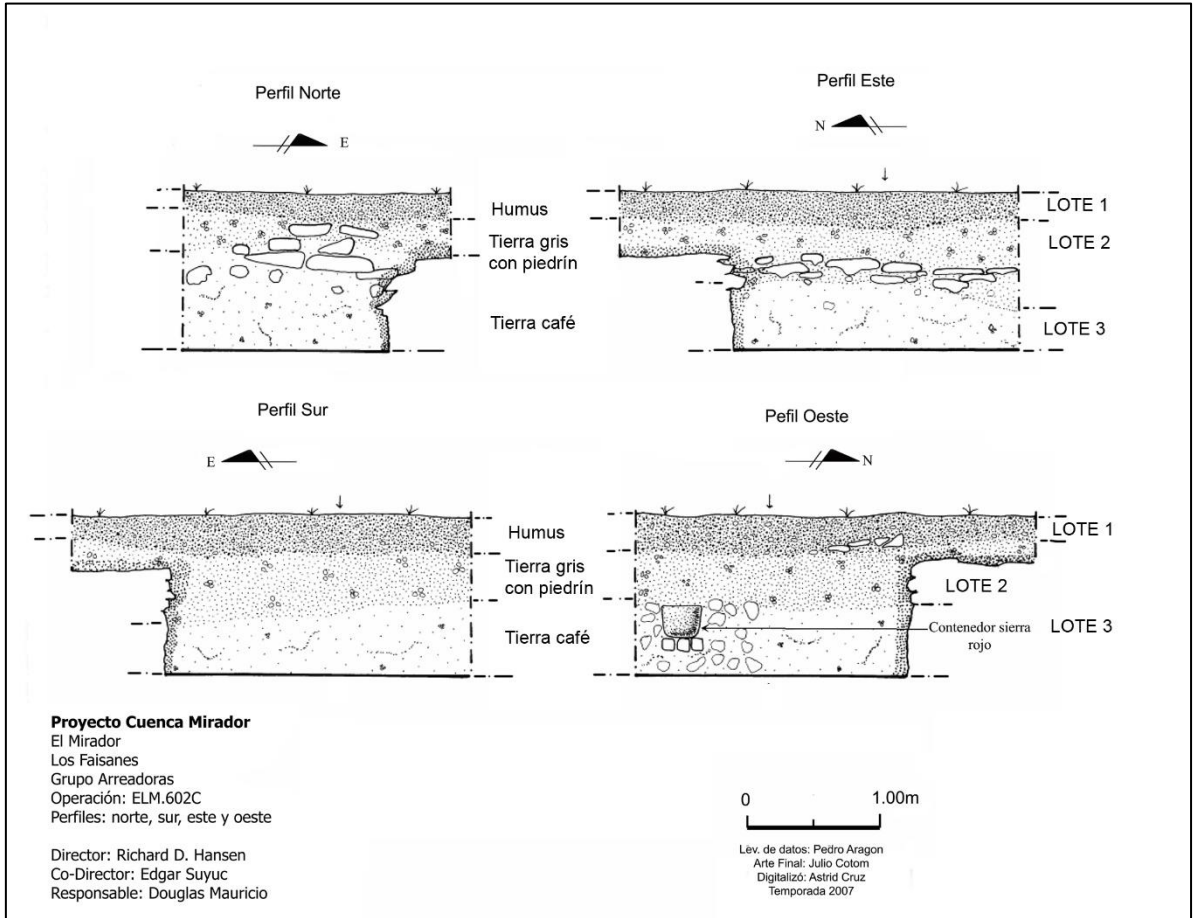 Perfil Norte
E
Humus
Tierra gris
con piedrín
Tierra café
Perfil Este
N
LOTE 1
LOTE 2
LOTE 3
Perfil Sur
E
Humus
Tierra gris
con piedrín
Tierra café
Pefil Oeste
N
LOTE 1
LOTE 2
LOTE 3
Contenedor sierra
rojo
Proyecto Cuenca Mirador
El Mirador
Los Faisanes
Grupo Arreadoras
Operación: ELM.602C
Perfiles: norte, sur, este y oeste
Director: Richard D. Hansen
Co-Director: Edgar Suyuc
Responsable: Douglas Mauricio
0 1.00m
Lev. de datos: Pedro Aragon
Arte Final: Julio Cotom
Digitalizó: Astrid Cruz
Temporada 2007